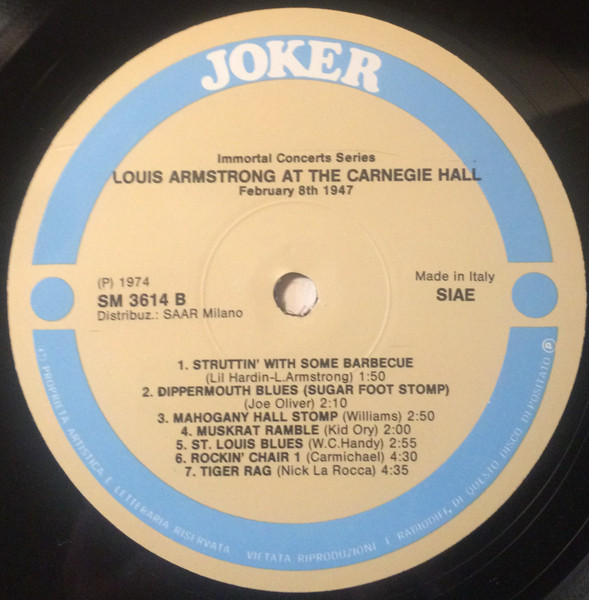 JOKER
Immortal Concerts Series
LOUIS ARMSTRONG AT THE CARNEGIE HALL
February 8th 1947
(P) 1974
SM 3614 B
Distribuz.: SAAR Milano
Made in Italy
SIAE
1. STRUTTIN' WITH SOME BARBECUE
(Lil Hardin-L.Armstrong) 1:50
2. DIPPERMOUTH BLUES (SUGAR FOOT STOMP)
(Joe Oliver) 2:10
3. MAHOGANY HALL STOMP (Williams) 2:50
4. MUSKRAT RAMBLE (Kid Ory) 2:00
5. ST. LOUIS BLUES (W.C.Handy) 2:55
6. ROCKIN' CHAIR 1 (Carmichael) 4:30
7. TIGER RAG (Nick La Rocca) 4:35
PROPRIETA ARTISTICA E LETTERARIA RISERVATA VIETATA RIPRODUZIONI E RADIODIFF. DI QUESTO DISCO DEPOSITATO